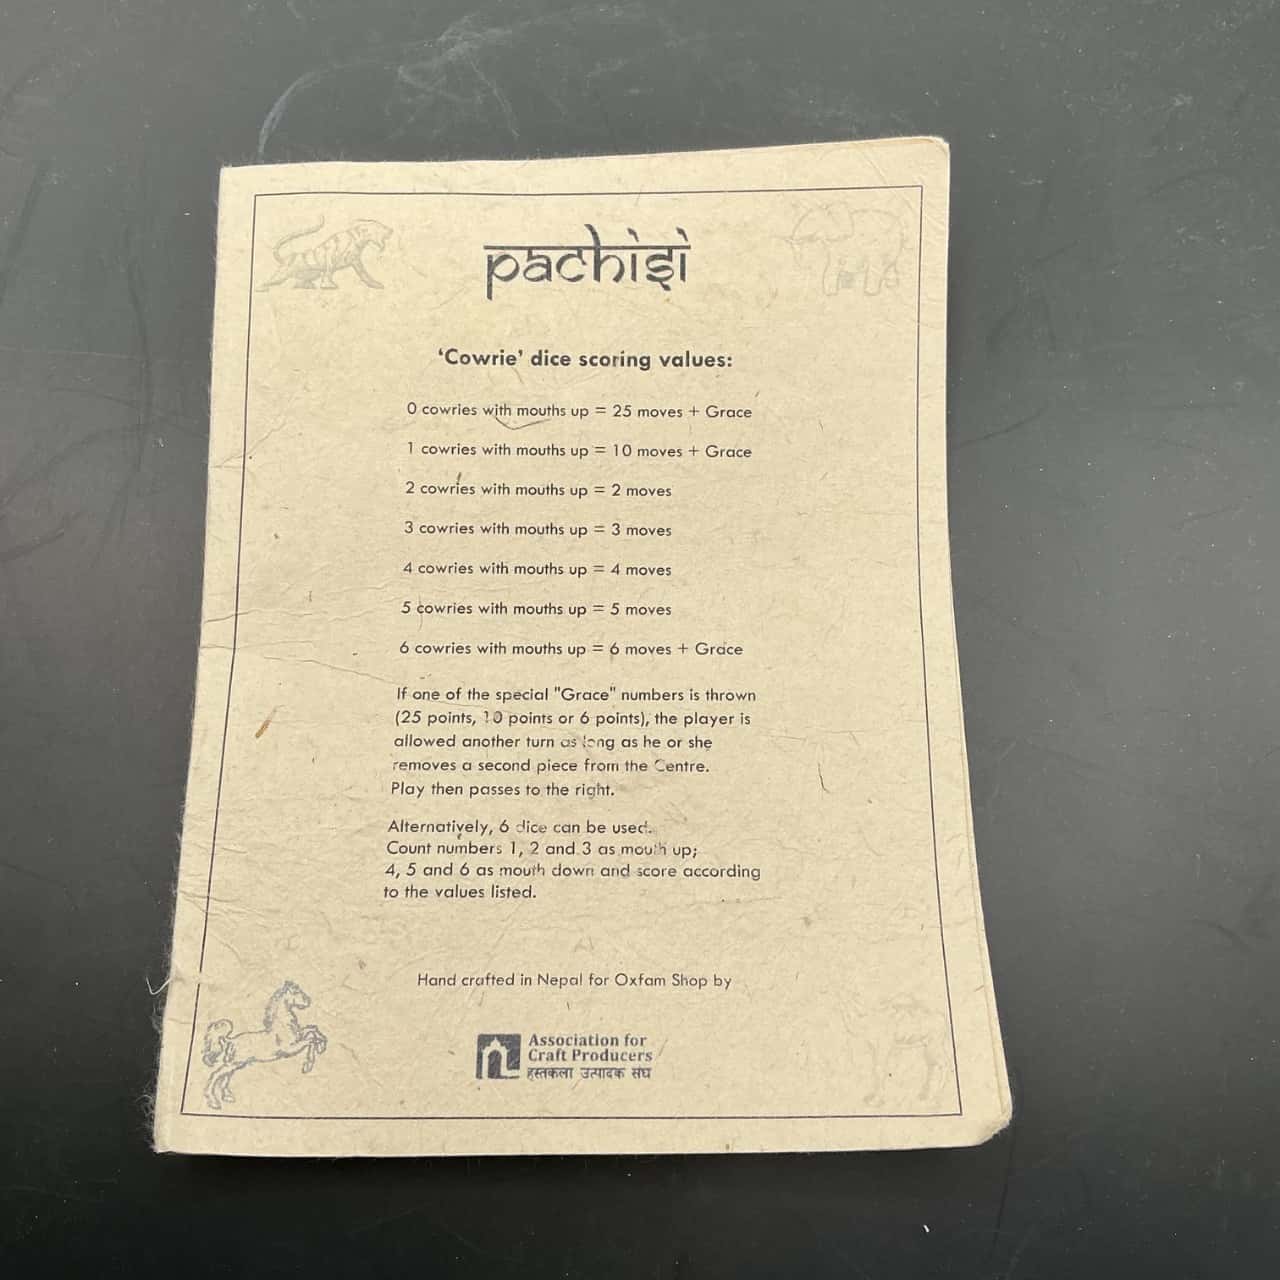 pachisi
‘Cowrie’ dice scoring values:
0 cowries with mouths up = 25 moves + Grace
1 cowries with mouths up = 10 moves + Grace
2 cowries with mouths up = 2 moves
3 cowries with mouths up = 3 moves
4 cowries with mouths up = 4 moves
5 cowries with mouths up = 5 moves
6 cowries with mouths up = 6 moves + Grace
If one of the special "Grace" numbers is thrown
(25 points, 10 points or 6 points), the player is
allowed another turn as long as he or she
removes a second piece from the Centre.
Play then passes to the right.
Alternatively, 6 dice can be used.
Count numbers 1, 2 and 3 as mouth up;
4, 5 and 6 as mouth down and score according
to the values listed.
Hand crafted in Nepal for Oxfam Shop by
Association for
Craft Producers
हस्तकला उत्पादक संघ